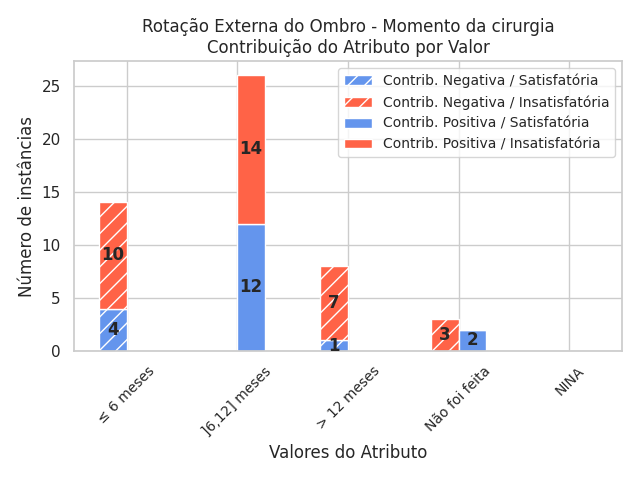 Rotação Externa do Ombro - Momento da cirurgia
Contribuição do Atributo por Valor
Contrib. Negativa / Satisfatória
Contrib. Negativa / Insatisfatória
Contrib. Positiva / Satisfatória
Contrib. Positiva / Insatisfatória
Número de instâncias
25
20
15
10
5
0
10
4
14
12
7
1
3
2
≤ 6 meses
]6,12] meses
> 12 meses
Não foi feita
NINA
Valores do Atributo